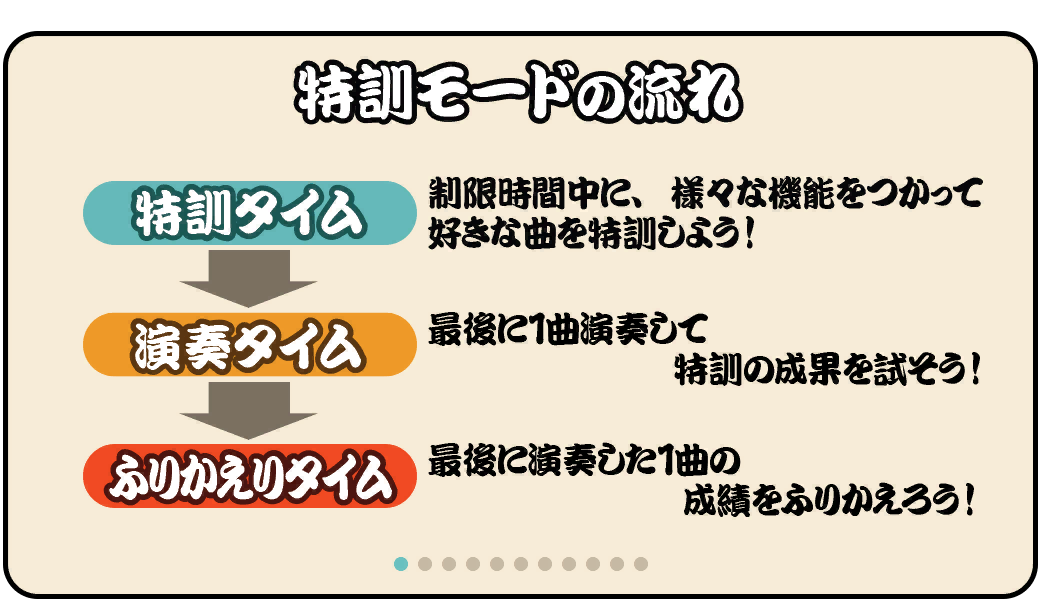 特訓モードの流れ
特訓タイム
制限時間中に、様々な機能をつかって
好きな曲を特訓しよう!
演奏タイム
最後に1曲演奏して
特訓の成果を試そう!
ふりかえりタイム
最後に演奏した1曲の
成績をふりかえろう!